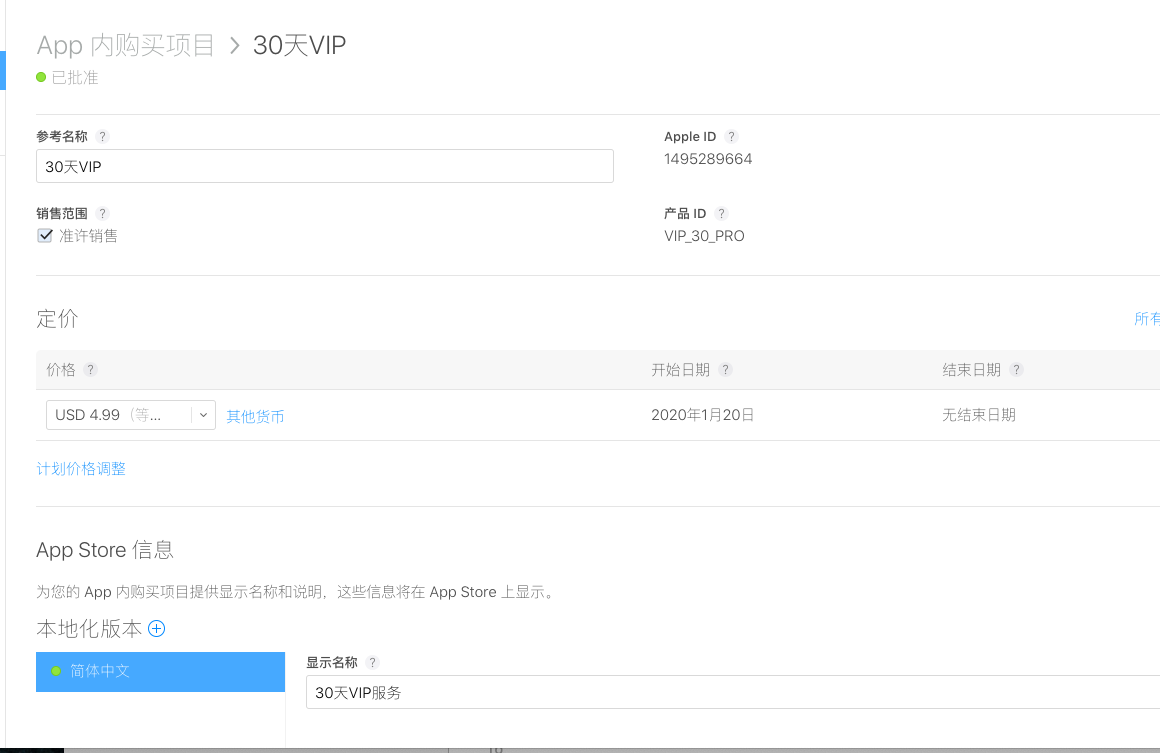 App 内购买项目 > 30天VIP
已批准
参考名称 ? Apple ID ?
30天VIP 1495289664
销售范围 ? 产品 ID ?
准许销售 VIP_30_PRO
定价 所有
价格 ? 开始日期 ? 结束日期 ?
USD 4.99（等... 其他货币 2020年1月20日 无结束日期
计划价格调整
App Store 信息
为您的 App 内购买项目提供显示名称和说明，这些信息将在 App Store 上显示。
本地化版本
简体中文 显示名称 ?
30天VIP服务